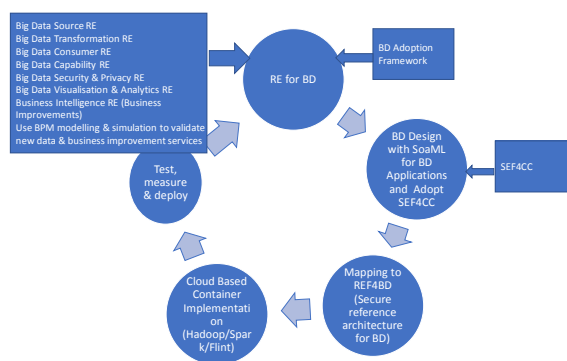 Big Data Source RE
Big Data Transformation RE
Big Data Consumer RE
Big Data Capability RE
Big Data Security & Privacy RE
Big Data Visualisation & Analytics RE
Business Intelligence RE (Business
Improvements)
Use BPM modelling & simulation to validate
new data & business improvement services
RE for BD
BD Adoption
Framework
BD Design
with SoaML
for BD
Applications
and Adopt
SEF4CC
SEF4CC
Mapping to
REF4BD
(Secure
reference
architecture
for BD)
Cloud Based
Container
Implementati
on
(Hadoop/Spar
k/Flint)
Test,
measure
& deploy